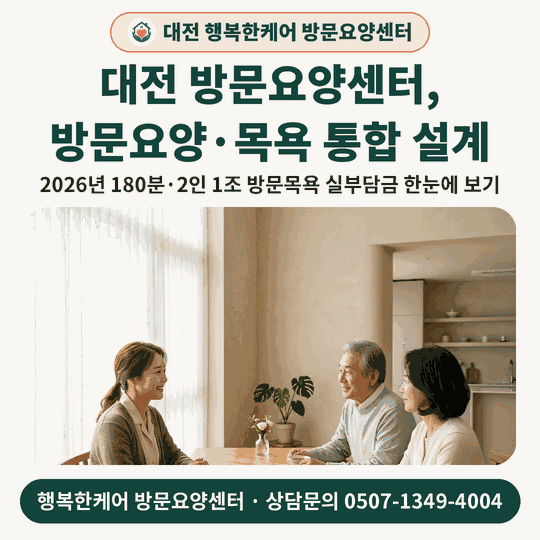 대전 행복한케어 방문요양센터
대전 방문요양센터,
방문요양·목욕 통합 설계
2026년 180분·2인 1조 방문목욕 실부담금 한눈에 보기
행복한케어 방문요양센터 · 상담문의 0507-1349-4004